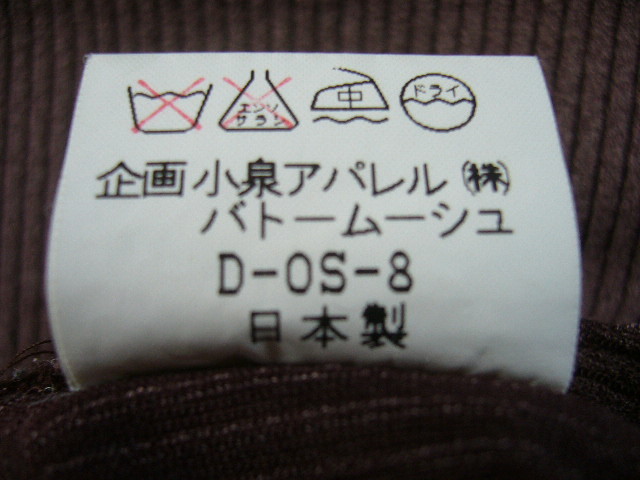 エンソ サラシ 中 ドライ
企画 小泉アパレル ㈱
バトームーシュ
D-OS-8
日本製